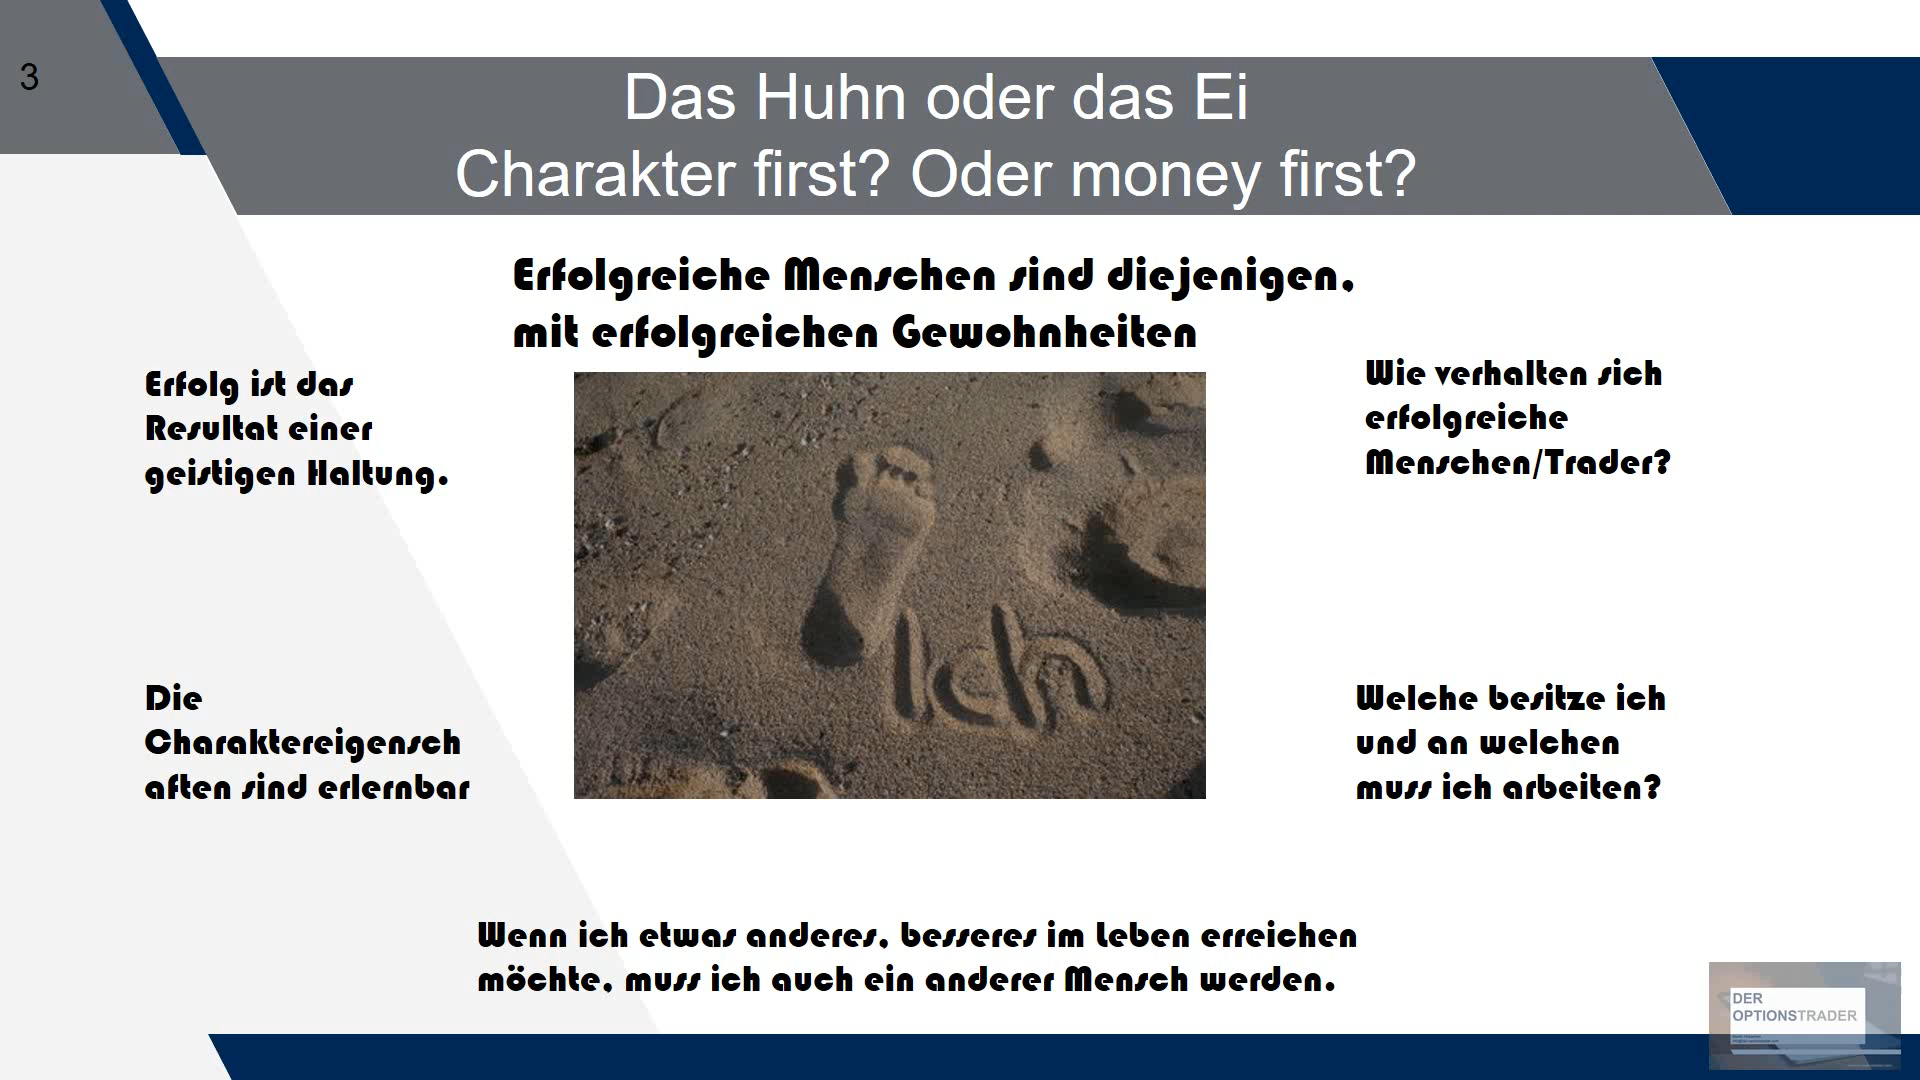 3
Das Huhn oder das Ei
Charakter first? Oder money first?
Erfolgreiche Menschen sind diejenigen,
mit erfolgreichen Gewohnheiten
Erfolg ist das
Resultat einer
geistigen Haltung.
Wie verhalten sich
erfolgreiche
Menschen/Trader?
Ich
Die
Charaktereigensch
aften sind erlernbar
Welche besitze ich
und an welchen
muss ich arbeiten?
Wenn ich etwas anderes, besseres im Leben erreichen
möchte, muss ich auch ein anderer Mensch werden.
DER
OPTIONSTRADER